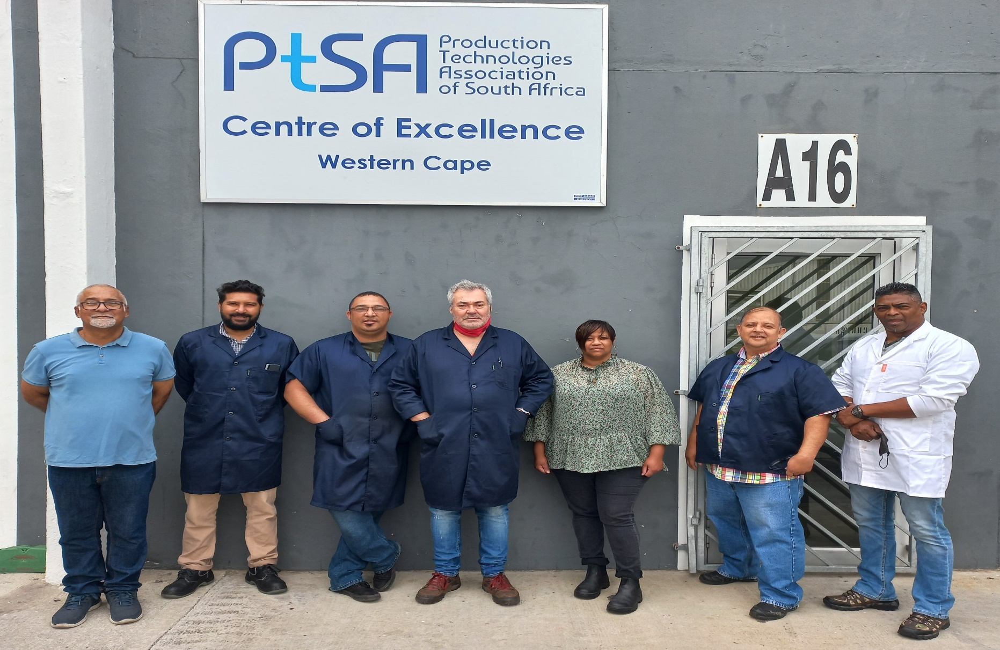 PtSA
Production
Technologies
Association
of South Africa
Centre of Excellence
Western Cape
A16